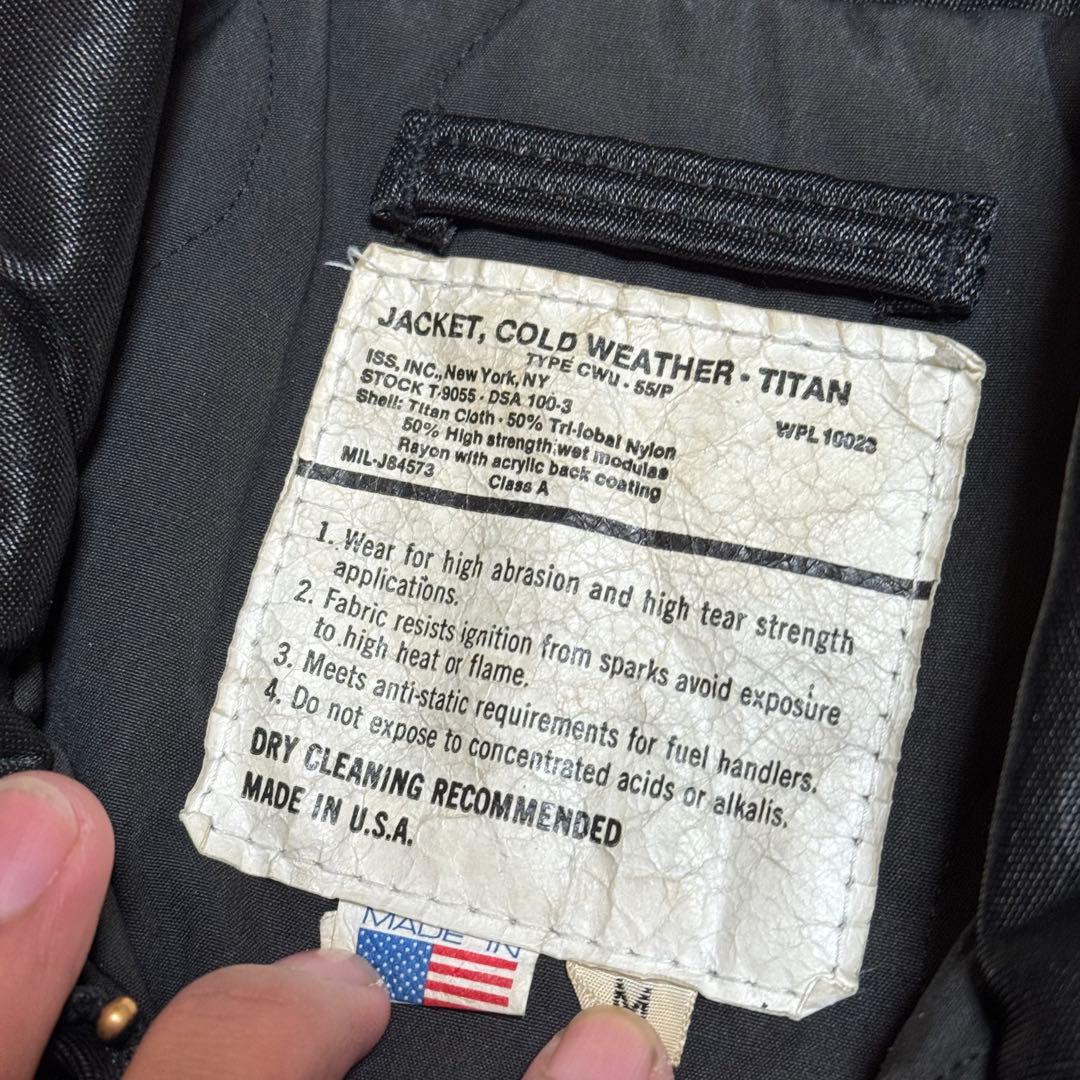 JACKET, COLD WEATHER · TITAN
TYPE CWU · 55/P
ISS, INC., New York, NY
STOCK T-9055 · DSA 100-3
WPL 10023
Shell: Titan Cloth · 50% Tri-lobal Nylon
50% High strength wet modulas
Rayon with acrylic back coating
MIL-J84573
Class A
1. Wear for high abrasion and high tear strength
applications.
2. Fabric resists ignition from sparks avoid exposure
to high heat or flame.
3. Meets anti-static requirements for fuel handlers.
4. Do not expose to concentrated acids or alkalis.
DRY CLEANING RECOMMENDED
MADE IN U.S.A.
MADE IN